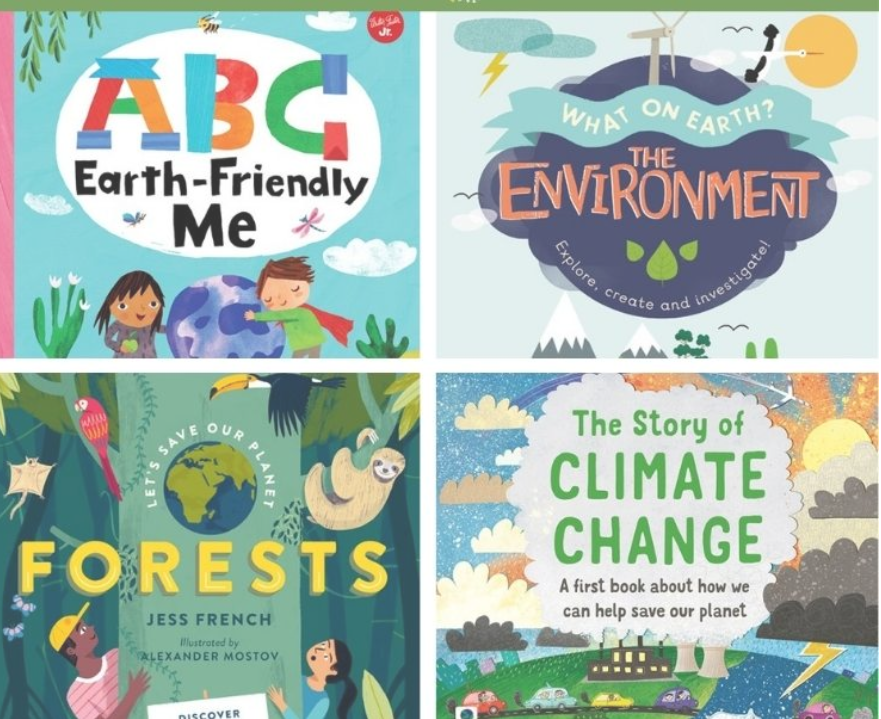 ABC
Earth-Friendly
Me
Jr.
WHAT ON EARTH?
THE
ENVIRONMENT
Explore, create and investigate!
LET'S SAVE OUR PLANET
FORESTS
JESS FRENCH
Illustrated by
ALEXANDER MOSTOV
DISCOVER
The Story of
CLIMATE
CHANGE
A first book about how we
can help save our planet